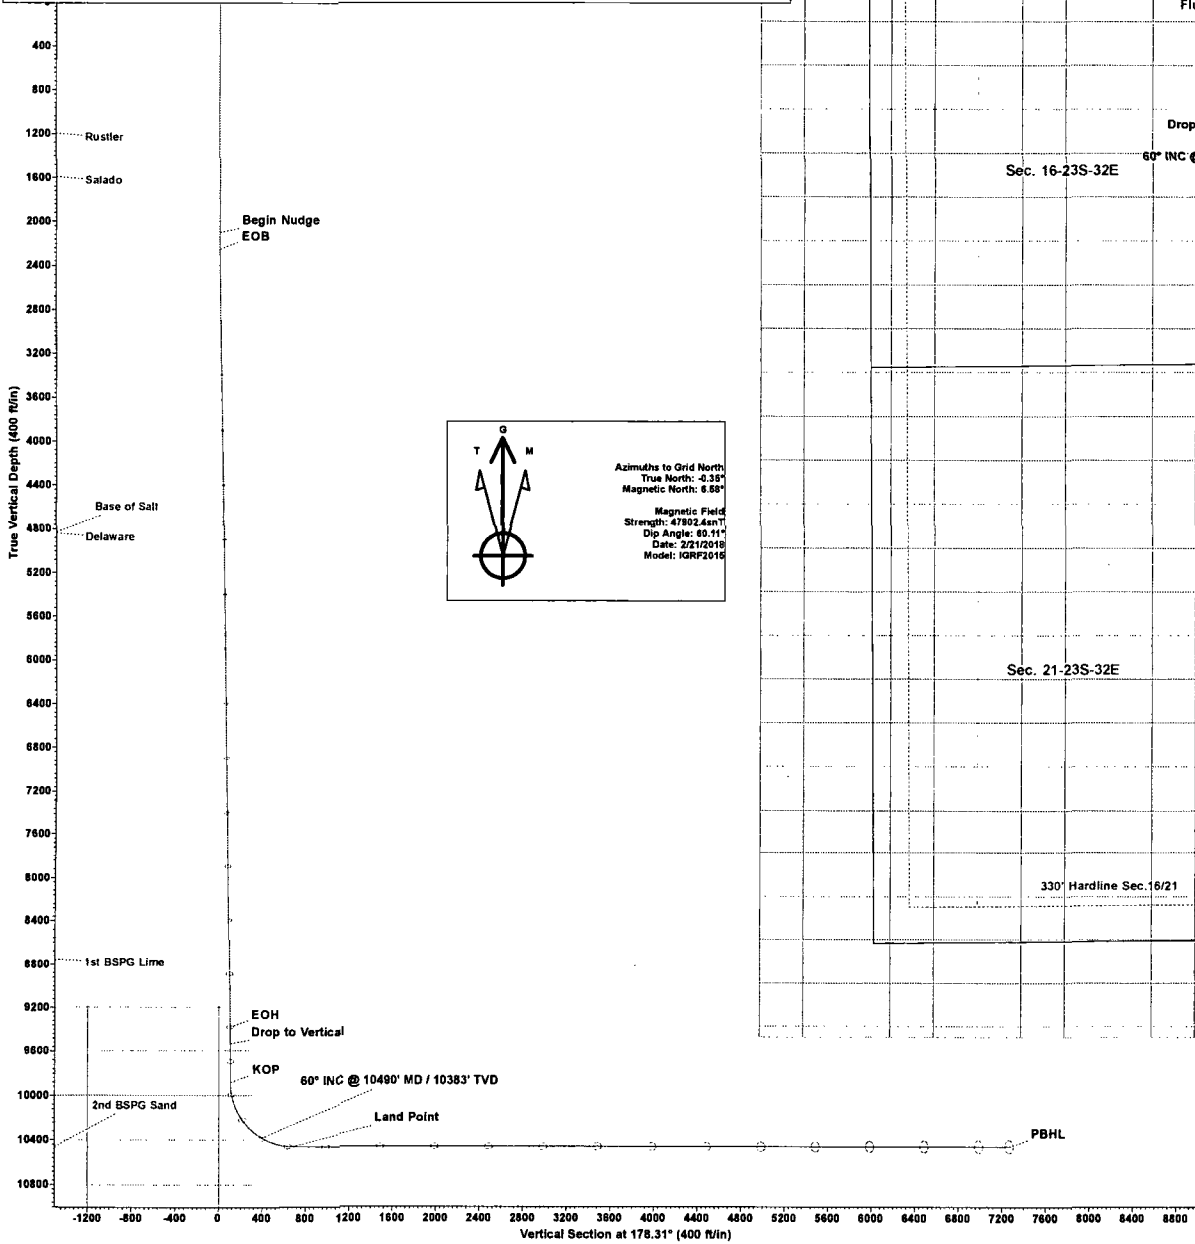 Flu
400
800
1200
Rustler
Drop
60° INC @
Sec. 16-23S-32E
1600
Salado
2000
Begin Nudge
EOB
2400
2800
3200
3600
4000
4400
Base of Salt
4800
Delaware
True Vertical Depth (400 ft/in)
T
G
M
Azimuths to Grid North
True North: -0.35°
Magnetic North: 6.58°
Magnetic Field
Strength: 47802.4snT
Dip Angle: 60.11°
Date: 2/21/2018
Model: IGRF2015
5200
5600
6000
6400
6800
7200
7600
8000
8400
Sec. 21-23S-32E
330' Hardline Sec.16/21
8800
1st BSPG Lime
9200
EOH
Drop to Vertical
9600
KOP
60° INC @ 10490' MD / 10383' TVD
10000
2nd BSPG Sand
Land Point
10400
PBHL
10800
-1200 -800 -400 0 400 800 1200 1600 2000 2400 2800 3200 3600 4000 4400 4800 5200 5600 6000 6400 6800 7200 7600 8000 8400 8800
Vertical Section at 178.31° (400 ft/in)